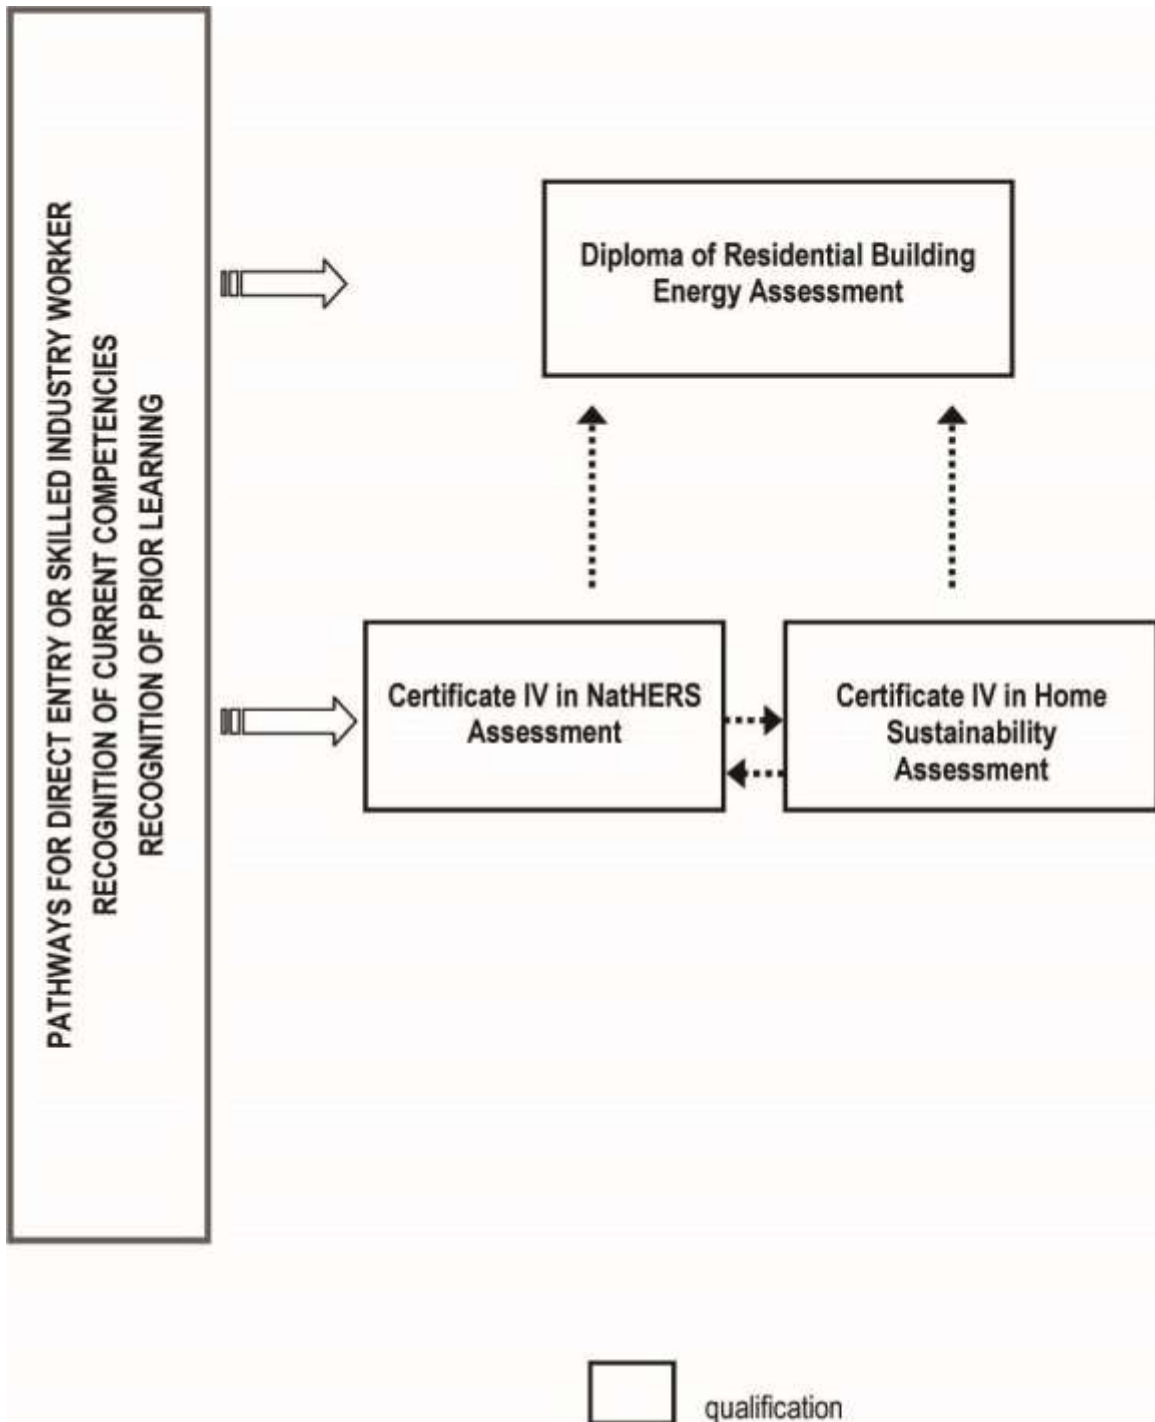 PATHWAYS FOR DIRECT ENTRY OR SKILLED INDUSTRY WORKER
RECOGNITION OF CURRENT COMPETENCIES
RECOGNITION OF PRIOR LEARNING
Diploma of Residential Building
Energy Assessment
Certificate IV in NatHERS
Assessment
Certificate IV in Home
Sustainability
Assessment
qualification